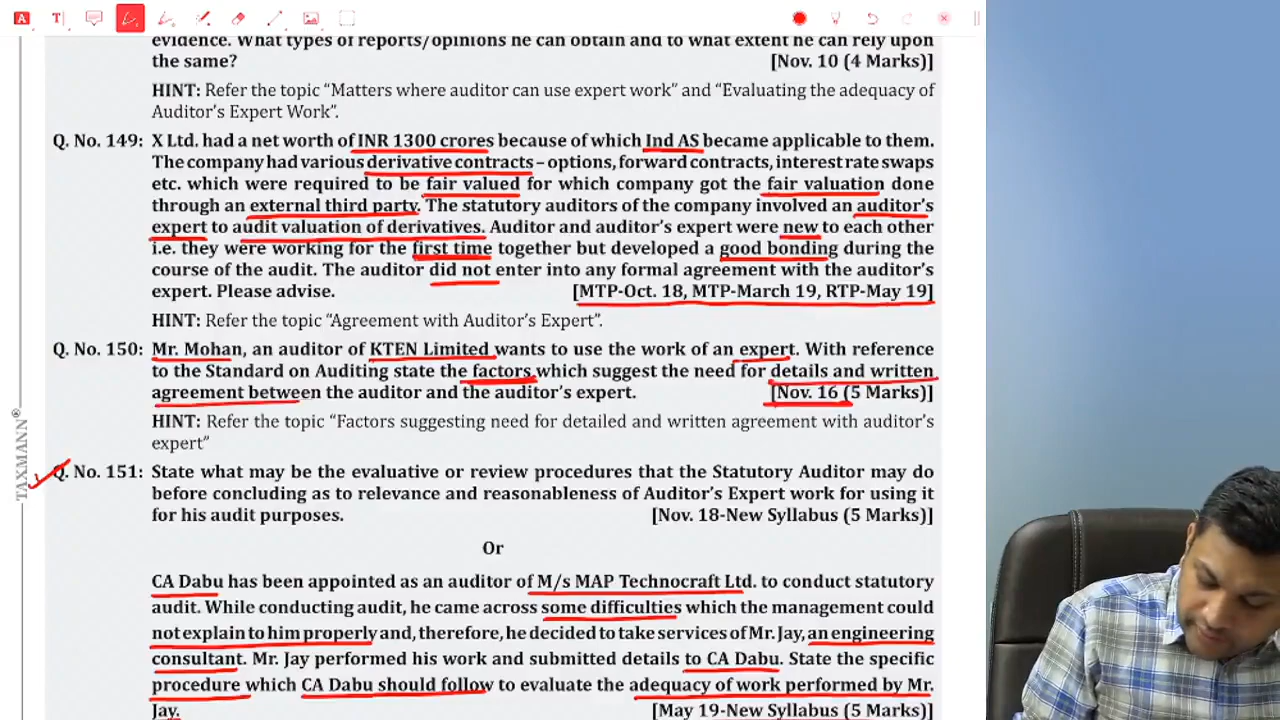 evidence. What types of reports/opinions he can obtain and to what extent he can rely upon
the same? [Nov. 10 (4 Marks)]
HINT: Refer the topic “Matters where auditor can use expert work” and “Evaluating the adequacy of
Auditor’s Expert Work”.
Q. No. 149: X Ltd. had a net worth of INR 1300 crores because of which Ind AS became applicable to them.
The company had various derivative contracts – options, forward contracts, interest rate swaps
etc. which were required to be fair valued for which company got the fair valuation done
through an external third party. The statutory auditors of the company involved an auditor’s
expert to audit valuation of derivatives. Auditor and auditor’s expert were new to each other
i.e. they were working for the first time together but developed a good bonding during the
course of the audit. The auditor did not enter into any formal agreement with the auditor’s
expert. Please advise. [MTP-Oct. 18, MTP-March 19, RTP-May 19]
HINT: Refer the topic “Agreement with Auditor’s Expert”.
Q. No. 150: Mr. Mohan, an auditor of KTEN Limited wants to use the work of an expert. With reference
to the Standard on Auditing state the factors which suggest the need for details and written
agreement between the auditor and the auditor’s expert. [Nov. 16 (5 Marks)]
HINT: Refer the topic “Factors suggesting need for detailed and written agreement with auditor’s
expert”
Q. No. 151: State what may be the evaluative or review procedures that the Statutory Auditor may do
before concluding as to relevance and reasonableness of Auditor’s Expert work for using it
for his audit purposes. [Nov. 18-New Syllabus (5 Marks)]
Or
CA Dabu has been appointed as an auditor of M/s MAP Technocraft Ltd. to conduct statutory
audit. While conducting audit, he came across some difficulties which the management could
not explain to him properly and, therefore, he decided to take services of Mr. Jay, an engineering
consultant. Mr. Jay performed his work and submitted details to CA Dabu. State the specific
procedure which CA Dabu should follow to evaluate the adequacy of work performed by Mr.
Jay. [May 19-New Syllabus (5 Marks)]
TAXMANN®